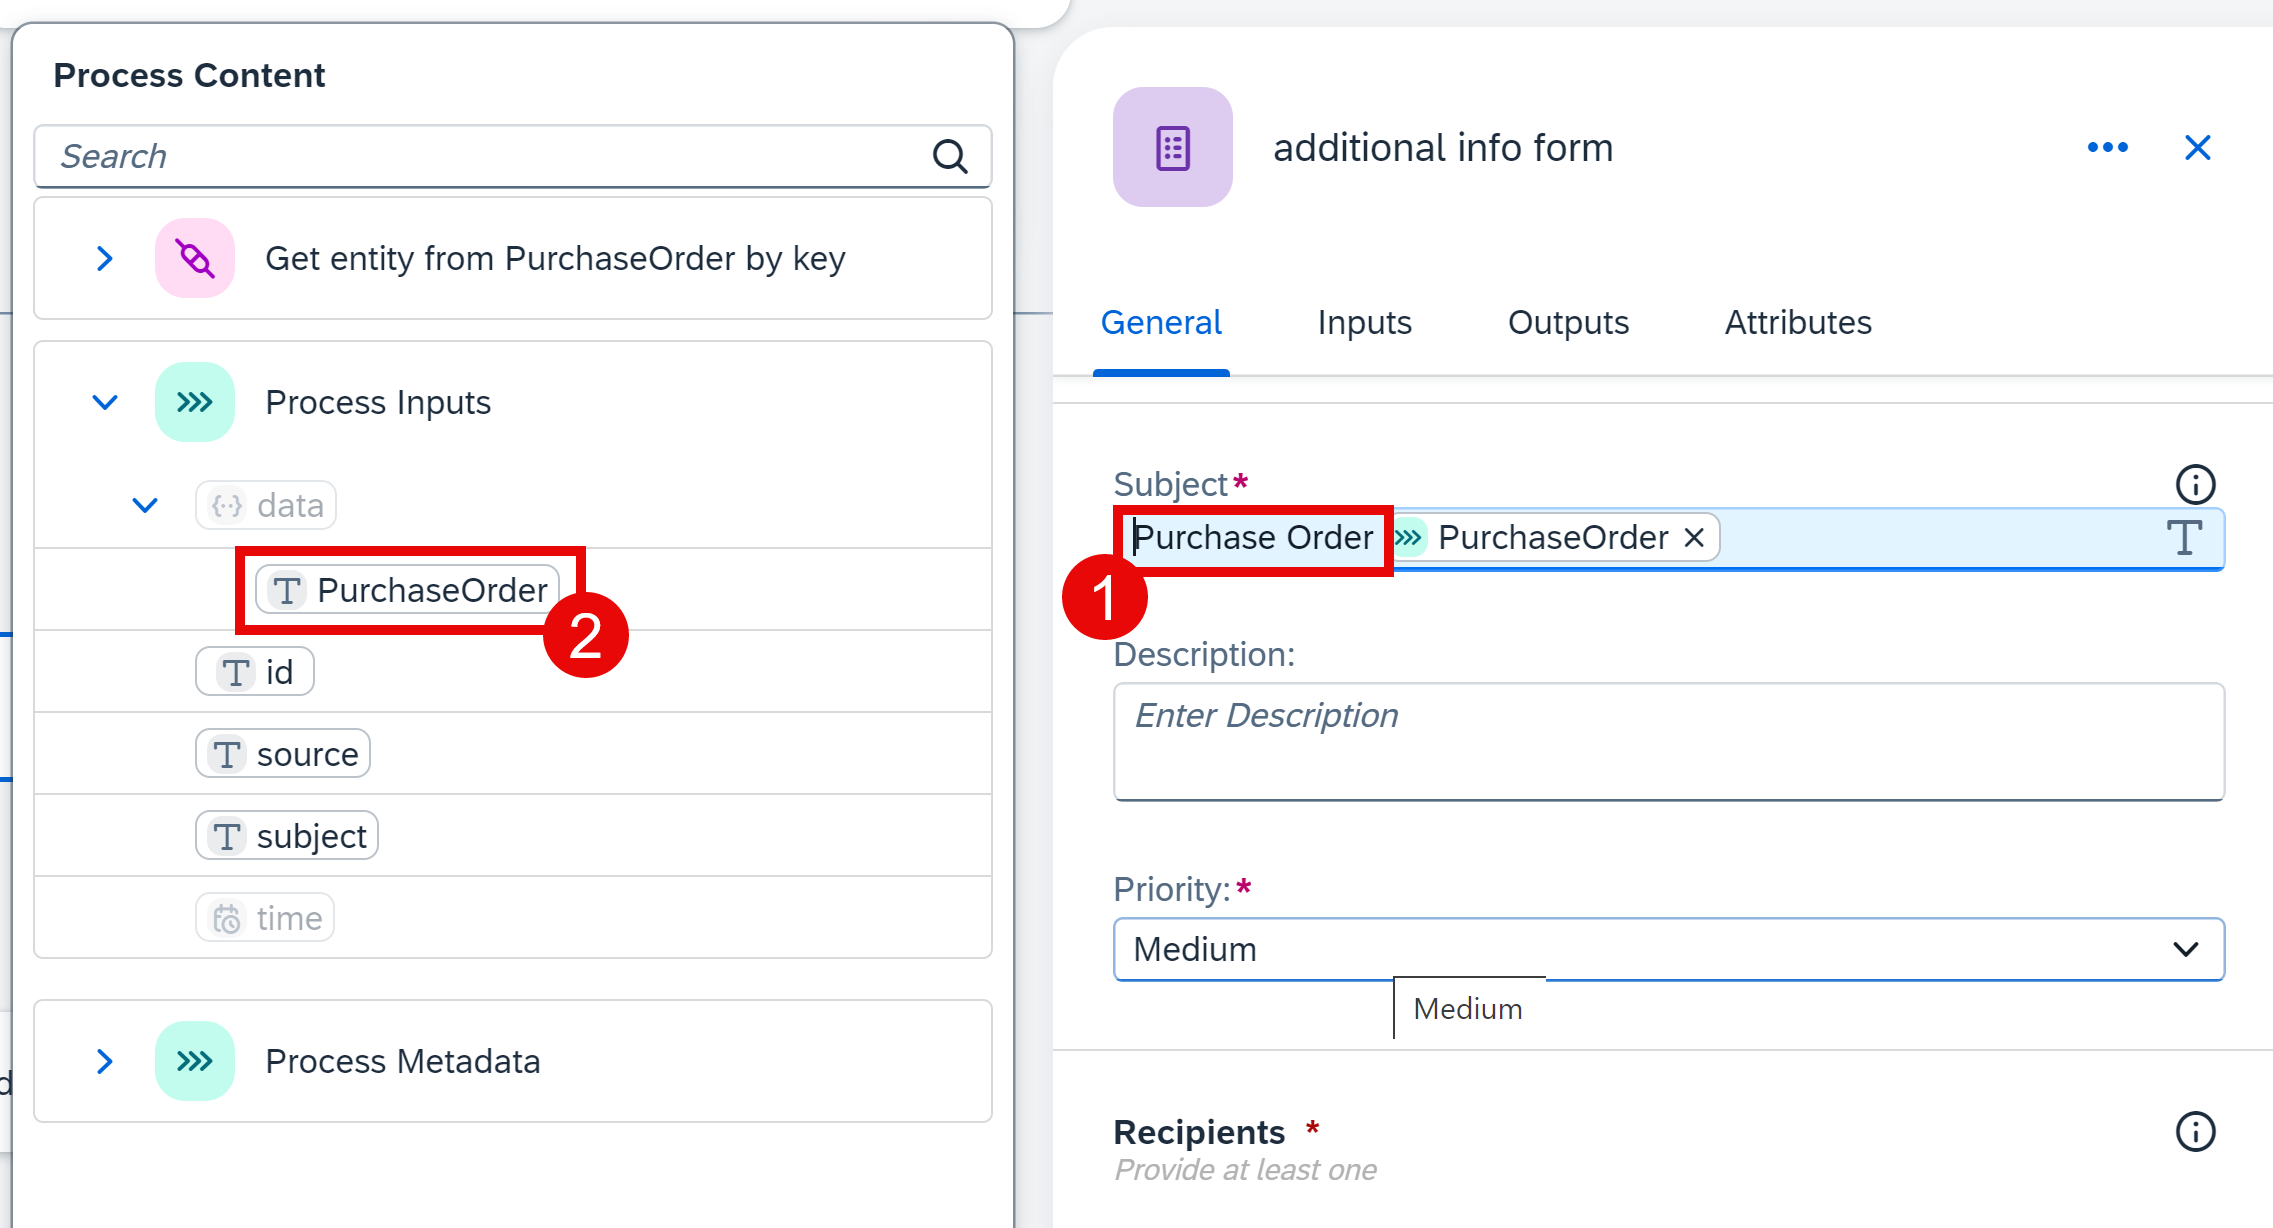 Process Content
Search
Get entity from PurchaseOrder by key
Process Inputs
data
PurchaseOrder
2
id
source
subject
time
Process Metadata
additional info form
General Inputs Outputs Attributes
Subject*
Purchase Order PurchaseOrder
1
Description:
Enter Description
Priority:*
Medium
Medium
Recipients *
Provide at least one
d